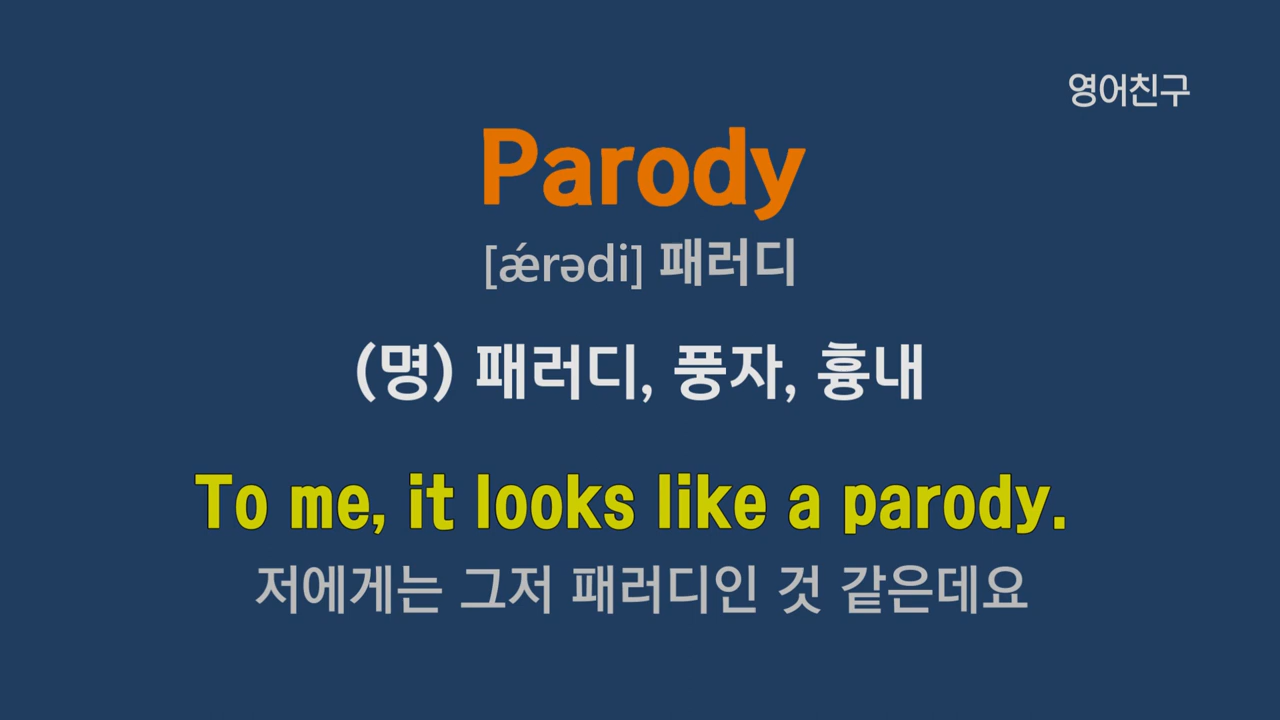 영어친구
Parody
[ǽrədi] 패러디
(명) 패러디, 풍자, 흉내
To me, it looks like a parody.
저에게는 그저 패러디인 것 같은데요